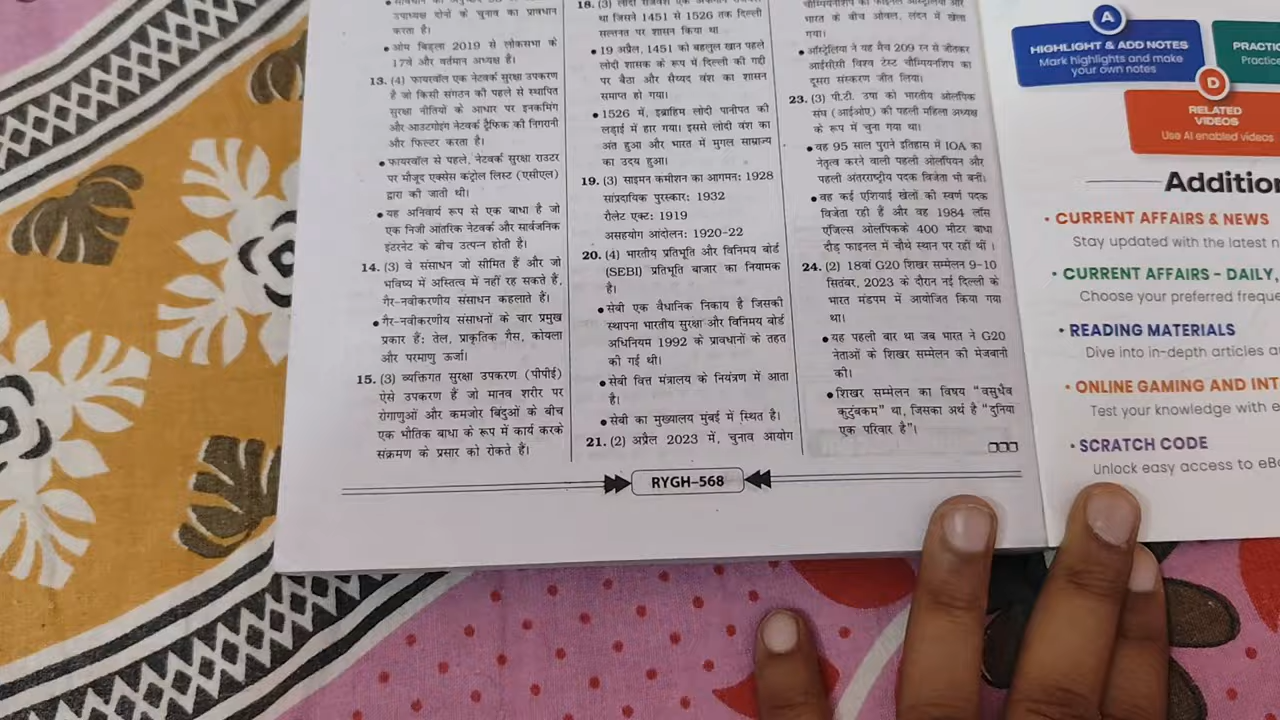 उपाध्यक्ष दोनों के चुनाव का प्रावधान
करता है।
• ओम बिड़ला 2019 से लोकसभा के
17वें और वर्तमान अध्यक्ष हैं।
13. (4) फायरवॉल एक नेटवर्क सुरक्षा उपकरण
है जो किसी संगठन की पहले से स्थापित
सुरक्षा नीतियों के आधार पर इनकमिंग
और आउटगोइंग नेटवर्क ट्रैफिक की निगरानी
और फिल्टर करता है।
• फायरवॉल से पहले, नेटवर्क सुरक्षा राउटर
पर मौजूद एक्सेस कंट्रोल लिस्ट (एसीएल)
द्वारा की जाती थी।
• यह अनिवार्य रूप से एक बाधा है जो
एक निजी आंतरिक नेटवर्क और सार्वजनिक
इंटरनेट के बीच उत्पन्न होती है।
14. (3) वे संसाधन जो सीमित हैं और जो
भविष्य में अस्तित्व में नहीं रह सकते हैं,
गैर-नवीकरणीय संसाधन कहलाते हैं।
• गैर-नवीकरणीय संसाधनों के चार प्रमुख
प्रकार हैं: तेल, प्राकृतिक गैस, कोयला
और परमाणु ऊर्जा।
15. (3) व्यक्तिगत सुरक्षा उपकरण (पीपीई)
ऐसे उपकरण हैं जो मानव शरीर पर
रोगाणुओं और कमजोर बिंदुओं के बीच
एक भौतिक बाधा के रूप में कार्य करके
संक्रमण के प्रसार को रोकते हैं।
18. (3) लोदी राजवंश एक अफगान राजवंश
था जिसने 1451 से 1526 तक दिल्ली
सल्तनत पर शासन किया था
• 19 अप्रैल, 1451 को बहलुल खान पहले
लोदी शासक के रूप में दिल्ली की गद्दी
पर बैठा और सैय्यद वंश का शासन
समाप्त हो गया।
• 1526 में, इब्राहिम लोदी पानीपत की
लड़ाई में हार गया। इससे लोदी वंश का
अंत हुआ और भारत में मुगल साम्राज्य
का उदय हुआ।
19. (3) साइमन कमीशन का आगमन: 1928
सांप्रदायिक पुरस्कार: 1932
रौलेट एक्ट: 1919
असहयोग आंदोलन: 1920-22
20. (4) भारतीय प्रतिभूति और विनिमय बोर्ड
(SEBI) प्रतिभूति बाजार का नियामक
है।
• सेबी एक वैधानिक निकाय है जिसकी
स्थापना भारतीय सुरक्षा और विनिमय बोर्ड
अधिनियम 1992 के प्रावधानों के तहत
की गई थी।
• सेबी वित्त मंत्रालय के नियंत्रण में आता
है।
• सेबी का मुख्यालय मुंबई में स्थित है।
21. (2) अप्रैल 2023 में, चुनाव आयोग
चैम्पियनशिप का फाइनल ऑस्ट्रेलिया और
भारत के बीच ओवल, लंदन में खेला
गया।
• ऑस्ट्रेलिया ने यह मैच 209 रन से जीतकर
आईसीसी विश्व टेस्ट चैम्पियनशिप का
दूसरा संस्करण जीत लिया।
23. (3) पी.टी. उषा को भारतीय ओलंपिक
संघ (आईओए) की पहली महिला अध्यक्ष
के रूप में चुना गया था।
• वह 95 साल पुराने इतिहास में IOA का
नेतृत्व करने वाली पहली ओलंपियन और
पहली अंतरराष्ट्रीय पदक विजेता भी बनीं।
• वह कई एशियाई खेलों की स्वर्ण पदक
विजेता रही हैं और वह 1984 लॉस
एंजिल्स ओलंपिकके 400 मीटर बाधा
दौड़ फाइनल में चौथे स्थान पर रहीं थीं ।
24. (2) 18वां G20 शिखर सम्मेलन 9-10
सितंबर, 2023 के दौरान नई दिल्ली के
भारत मंडपम में आयोजित किया गया
था।
• यह पहली बार था जब भारत ने G20
नेताओं के शिखर सम्मेलन की मेजबानी
की।
• शिखर सम्मेलन का विषय "वसुधैव
कुटुंबकम" था, जिसका अर्थ है "दुनिया
एक परिवार है"।
RYGH–568
A
HIGHLIGHT & ADD NOTES
Mark highlights and make
your own notes
Practice
D
RELATED
VIDEOS
Use AI enabled videos
• CURRENT AFFAIRS & NEWS
Stay updated with the latest
• CURRENT AFFAIRS - DAILY,
Choose your preferred
• READING MATERIALS
Dive into in-depth articles
• ONLINE GAMING AND
Test your knowledge with
• SCRATCH CODE
Unlock easy access to